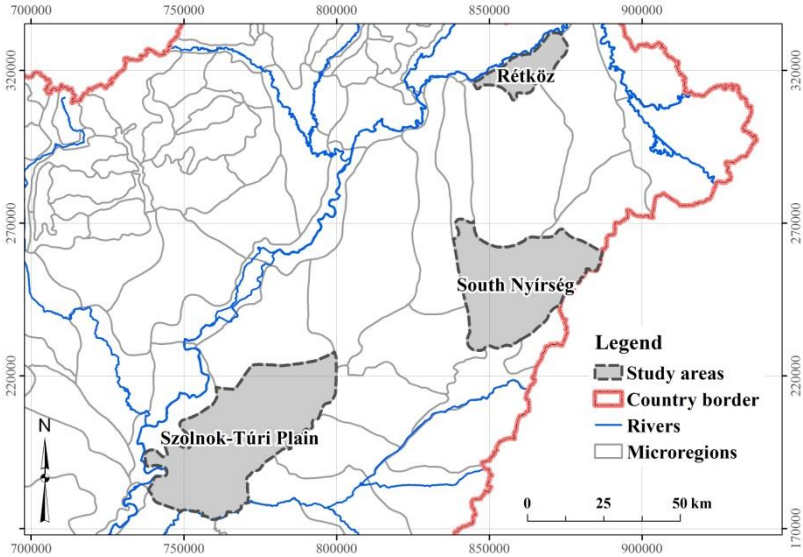 700000 750000 800000 850000 900000
320000
320000
Rétköz
270000
270000
South Nyírség
Legend
Study areas
Country border
Rivers
Microregions
220000
220000
Szolnok-Túri Plain
N
0 25 50 km
170000
700000 750000 800000 850000 900000